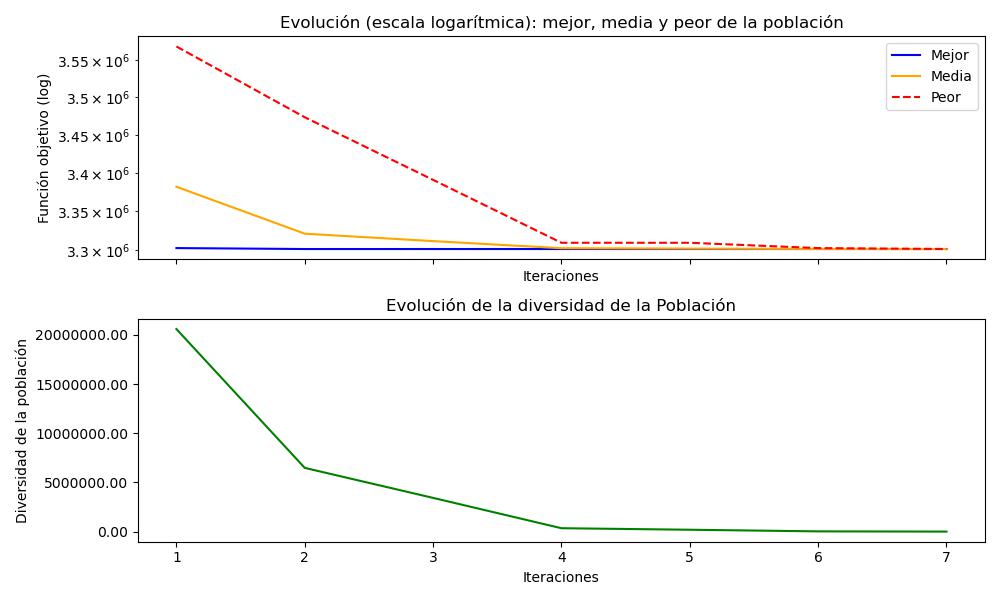 Evolución (escala logarítmica): mejor, media y peor de la población
Función objetivo (log)
3.55 × 10⁶
3.5 × 10⁶
3.45 × 10⁶
3.4 × 10⁶
3.35 × 10⁶
3.3 × 10⁶
Mejor
Media
Peor
Iteraciones
Evolución de la diversidad de la Población
Diversidad de la población
20000000.00
15000000.00
10000000.00
5000000.00
0.00
1 2 3 4 5 6 7
Iteraciones